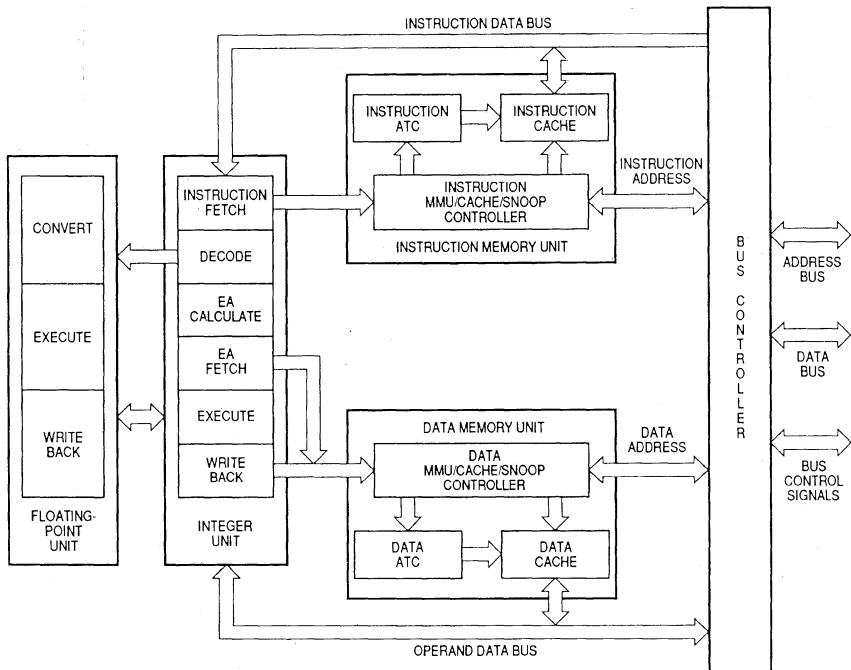 INSTRUCTION DATA BUS
INSTRUCTION
ATC
INSTRUCTION
CACHE
INSTRUCTION
MMU/CACHE/SNOOP
CONTROLLER
INSTRUCTION MEMORY UNIT
INSTRUCTION
ADDRESS
CONVERT
EXECUTE
WRITE
BACK
FLOATING-
POINT
UNIT
INSTRUCTION
FETCH
DECODE
EA
CALCULATE
EA
FETCH
EXECUTE
WRITE
BACK
INTEGER
UNIT
DATA MEMORY UNIT
DATA
MMU/CACHE/SNOOP
CONTROLLER
DATA
ATC
DATA
CACHE
DATA
ADDRESS
OPERAND DATA BUS
BUS CONTROLLER
ADDRESS
BUS
DATA
BUS
BUS
CONTROL
SIGNALS